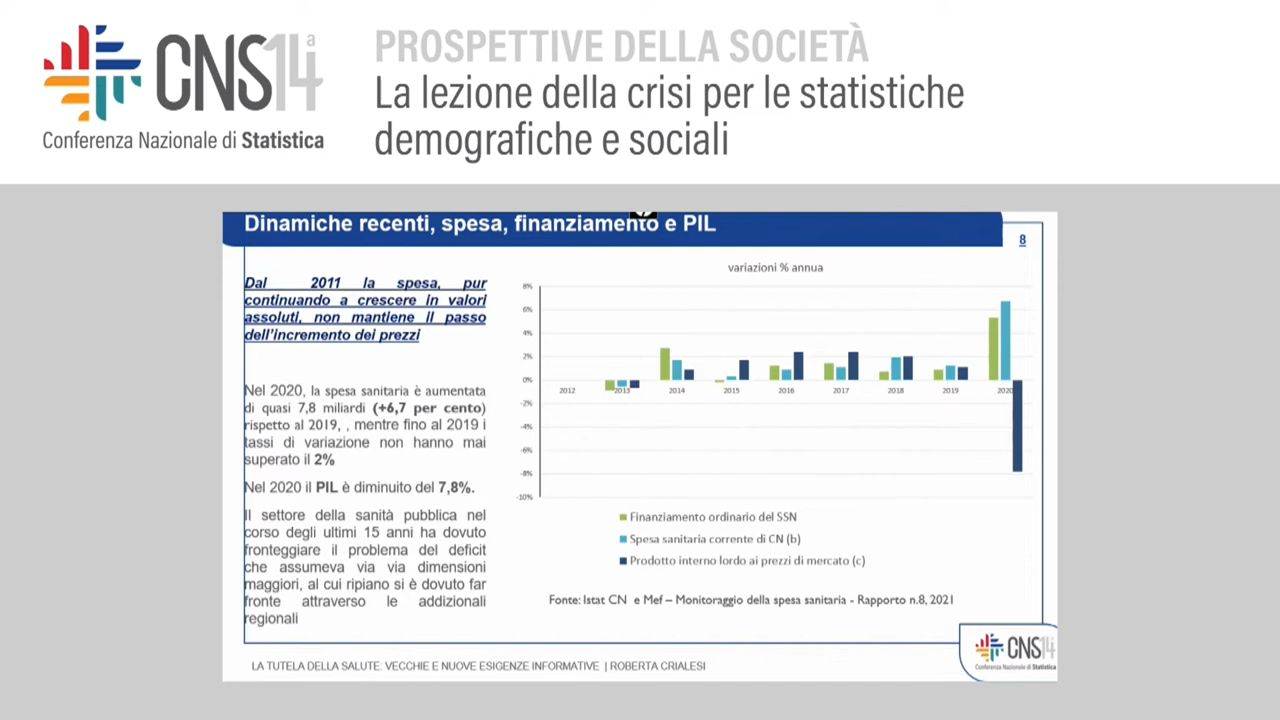 CNS14a
Conferenza Nazionale di Statistica
PROSPETTIVE DELLA SOCIETÀ
La lezione della crisi per le statistiche
demografiche e sociali
Dinamiche recenti, spesa, finanziamento e PIL
8
Dal 2011 la spesa, pur
continuando a crescere in valori
assoluti, non mantiene il passo
dell'incremento dei prezzi
Nel 2020, la spesa sanitaria è aumentata
di quasi 7,8 miliardi (+6,7 per cento)
rispetto al 2019, , mentre fino al 2019 i
tassi di variazione non hanno mai
superato il 2%
Nel 2020 il PIL è diminuito del 7,8%.
Il settore della sanità pubblica nel
corso degli ultimi 15 anni ha dovuto
fronteggiare il problema del deficit
che assumeva via via dimensioni
maggiori, al cui ripiano si è dovuto far
fronte attraverso le addizionali
regionali
variazioni % annua
8%
6%
4%
2%
0%
-2%
-4%
-6%
-8%
-10%
2012 2013 2014 2015 2016 2017 2018 2019 2020
Finanziamento ordinario del SSN
Spesa sanitaria corrente di CN (b)
Prodotto interno lordo ai prezzi di mercato (c)
Fonte: Istat CN e Mef – Monitoraggio della spesa sanitaria - Rapporto n.8, 2021
LA TUTELA DELLA SALUTE: VECCHIE E NUOVE ESIGENZE INFORMATIVE | ROBERTA CRIALESI
CNS14
Conferenza Nazionale di Statistica